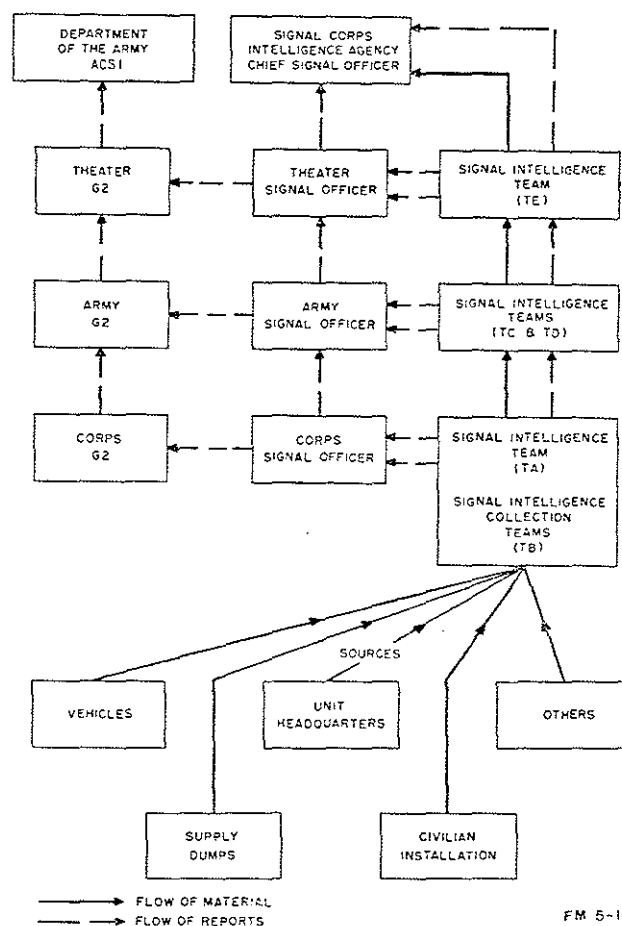 DEPARTMENT
OF THE ARMY
ACSI
SIGNAL CORPS
INTELLIGENCE AGENCY
CHIEF SIGNAL OFFICER
THEATER
G2
THEATER
SIGNAL OFFICER
SIGNAL INTELLIGENCE
TEAM
(TE)
ARMY
G2
ARMY
SIGNAL OFFICER
SIGNAL INTELLIGENCE
TEAMS
(TC & TD)
CORPS
G2
CORPS
SIGNAL OFFICER
SIGNAL INTELLIGENCE
TEAM
(TA)
SIGNAL INTELLIGENCE
COLLECTION
TEAMS
(TB)
SOURCES
VEHICLES
UNIT
HEADQUARTERS
OTHERS
SUPPLY
DUMPS
CIVILIAN
INSTALLATION
FLOW OF MATERIAL
FLOW OF REPORTS
FM 5-1